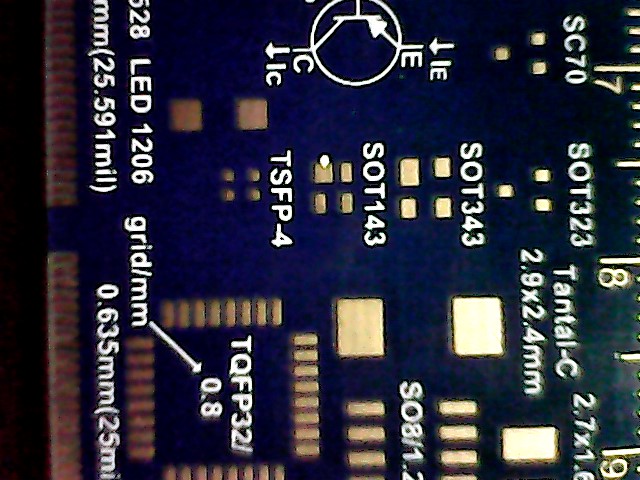 SC70
7
E
IE
C
IC
528 LED 1206
mm(25.591mil)
SOT323
SOT343
SOT143
TSFP-4
8
Tantal-C
2.9x2.4mm
grid/mm
0.8
TQFP32/
0.635mm(25mi
2.7x1.6
SO8/1.2
9